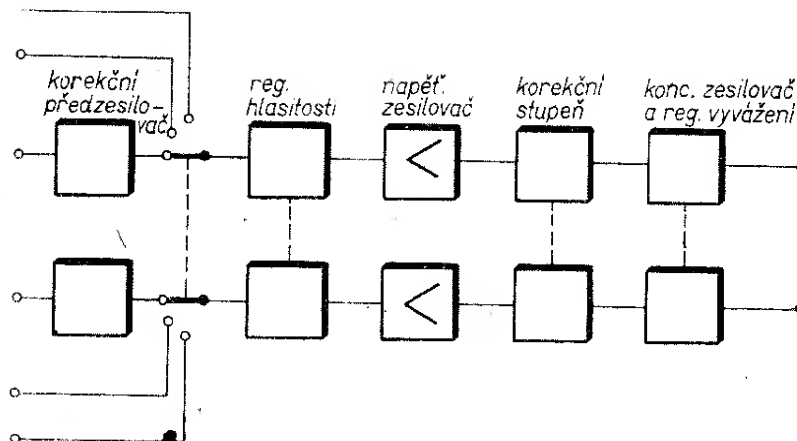 korekční
předzesilo-
vač
reg.
hlasitosti
napěť.
zesilovač
korekční
stupeň
konc. zesilovač
a reg. vyvážení